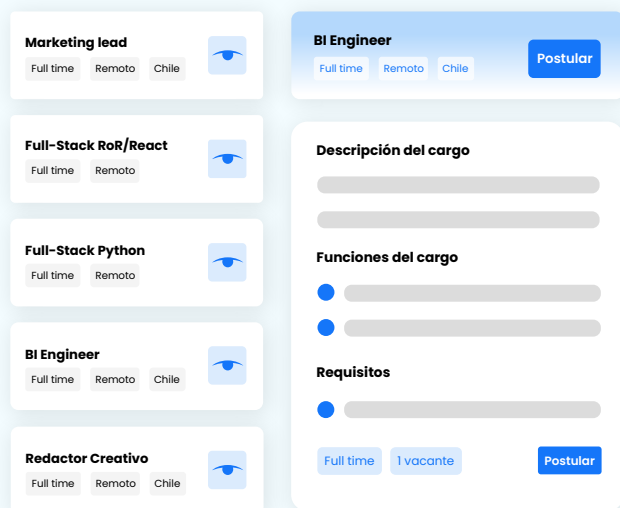 Marketing lead
Full time Remoto Chile
Full-Stack RoR/React
Full time Remoto
Full-Stack Python
Full time Remoto
BI Engineer
Full time Remoto Chile
Redactor Creativo
Full time Remoto Chile
BI Engineer
Full time Remoto Chile
Postular
Descripción del cargo
Funciones del cargo
Requisitos
Full time 1 vacante
Postular